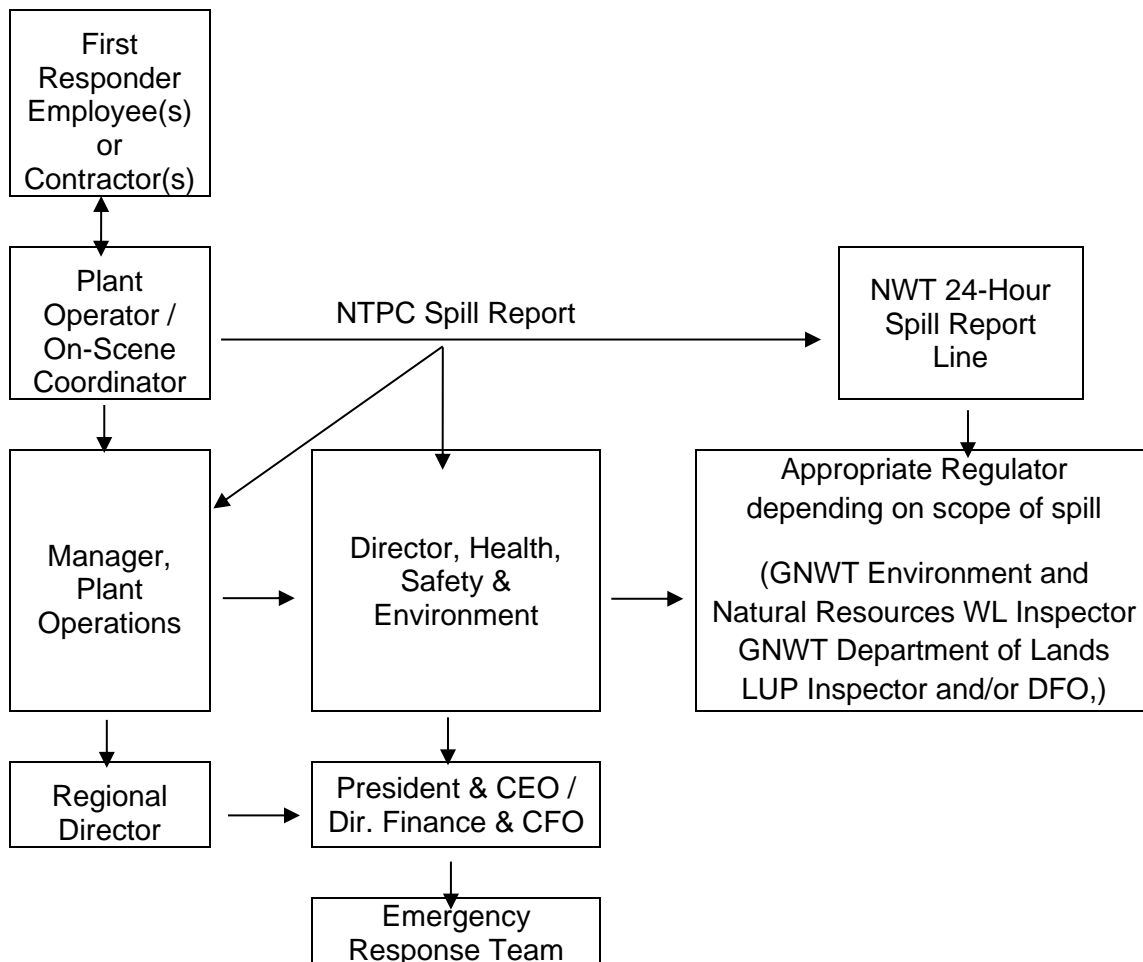 First
Responder
Employee(s)
or
Contractor(s)
Plant
Operator /
On-Scene
Coordinator
NTPC Spill Report
NWT 24-Hour
Spill Report
Line
Manager,
Plant
Operations
Director, Health,
Safety &
Environment
Appropriate Regulator
depending on scope of spill
(GNWT Environment and
Natural Resources WL Inspector
GNWT Department of Lands
LUP Inspector and/or DFO,)
Regional
Director
President & CEO /
Dir. Finance & CFO
Emergency
Response Team